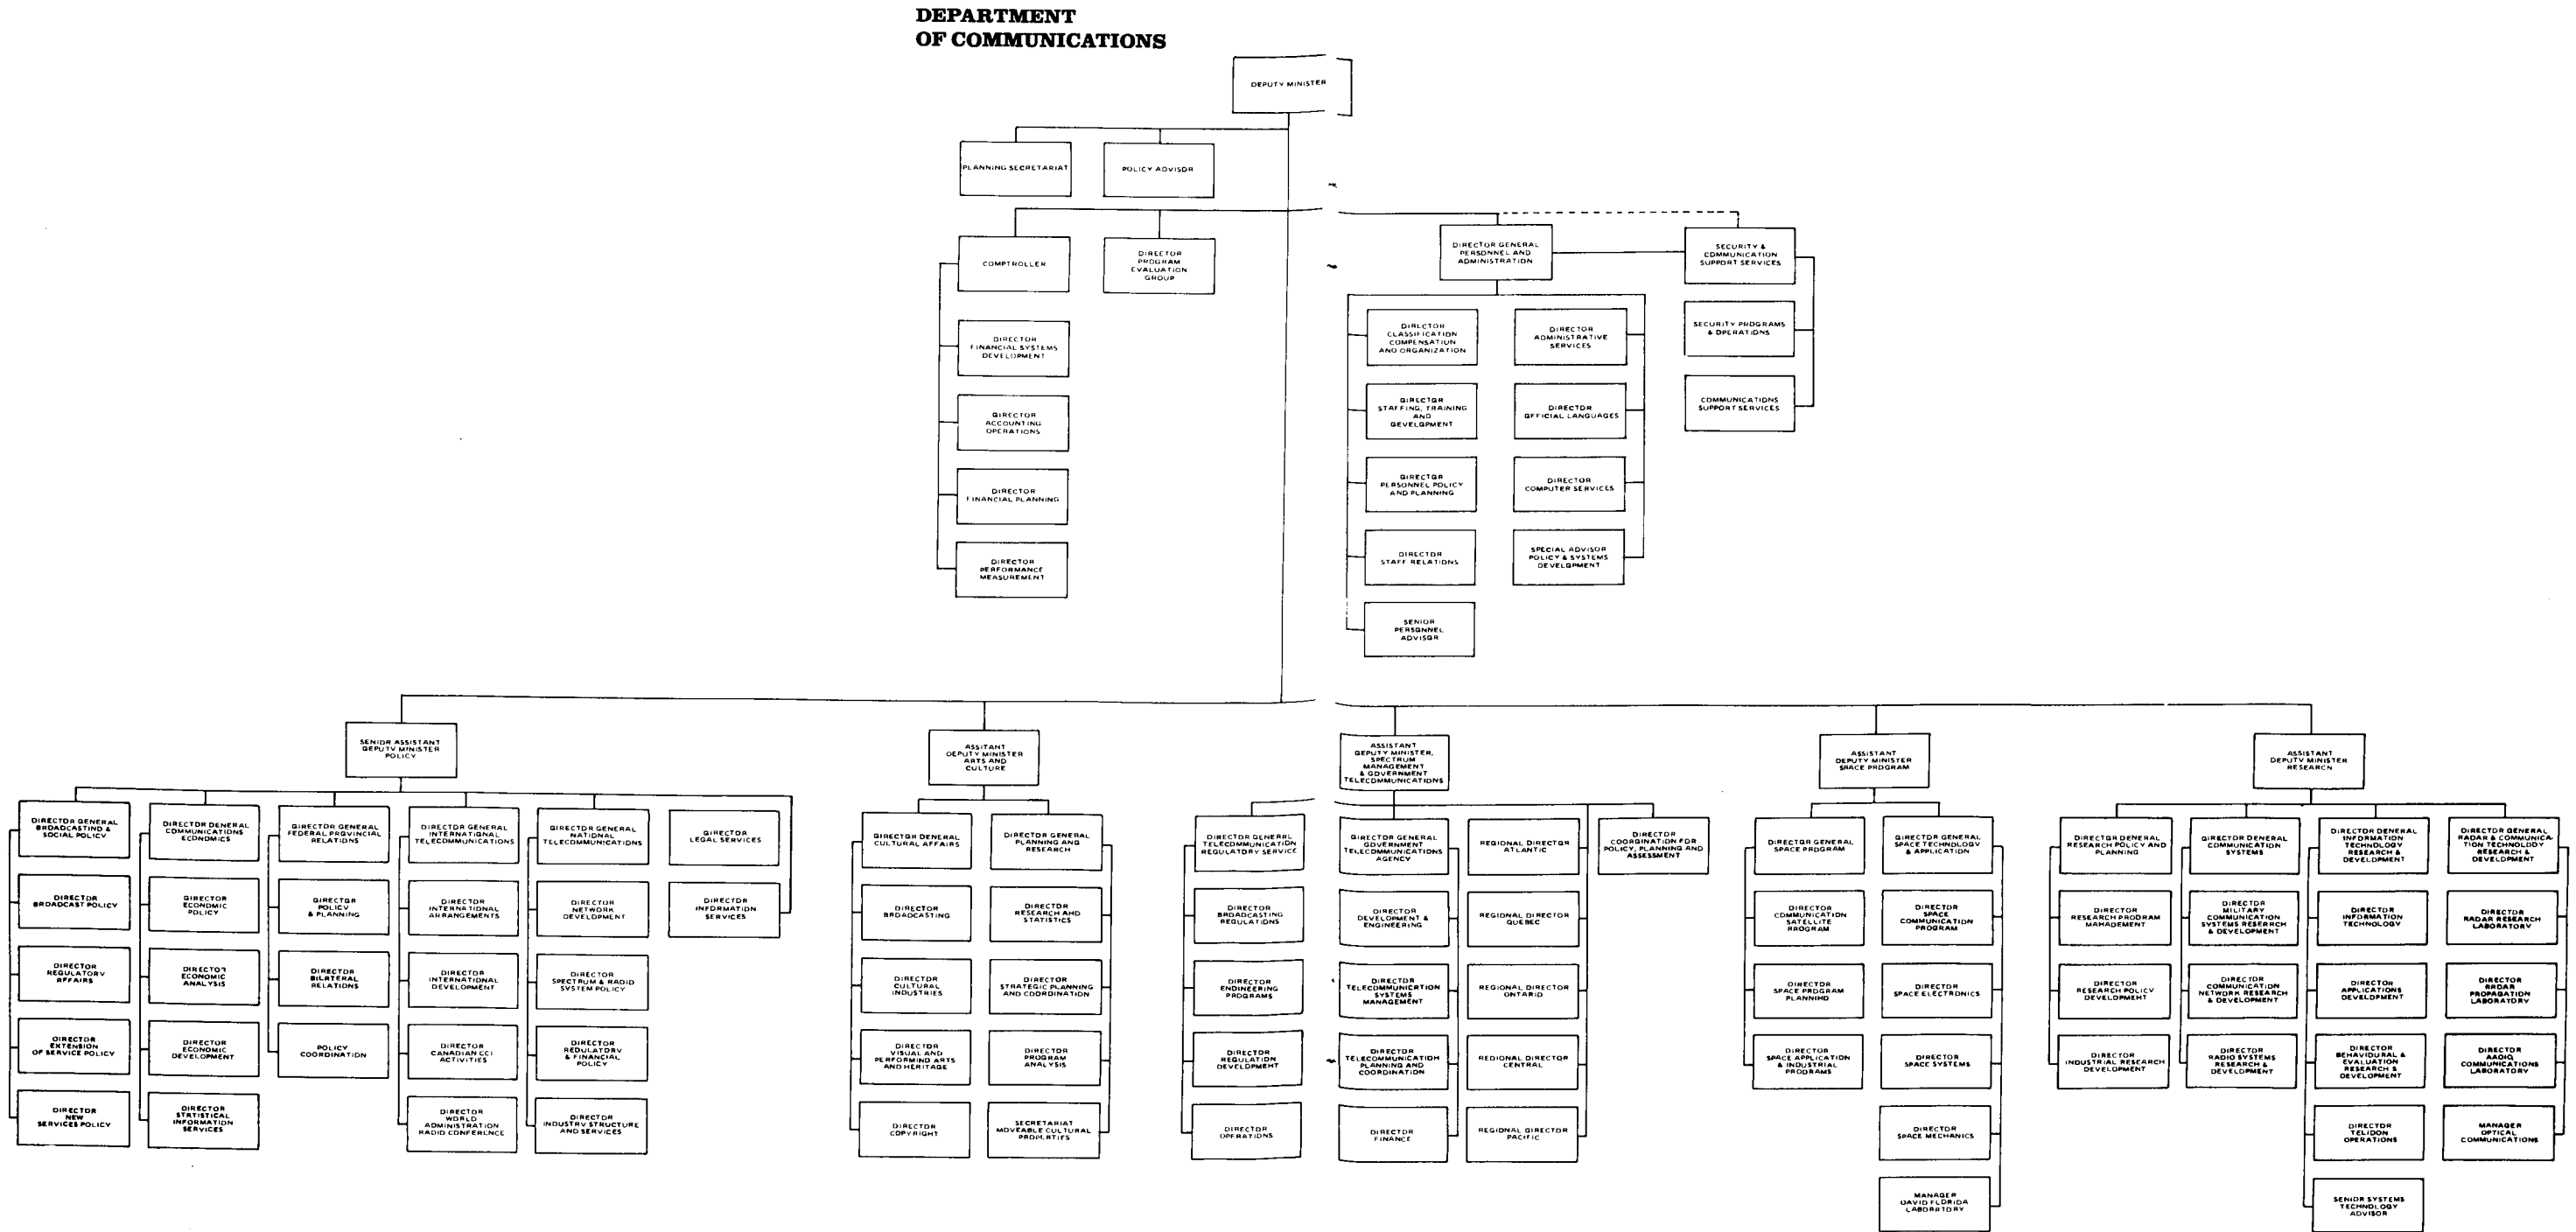 DEPARTMENT
OF COMMUNICATIONS
DEPUTY MINISTER
PLANNING SECRETARIAT
POLICY ADVISOR
COMPTROLLER
DIRECTOR
PROGRAM
EVALUATION
GROUP
DIRECTOR GENERAL
PERSONNEL AND
ADMINISTRATION
SECURITY &
COMMUNICATION
SUPPORT SERVICES
DIRECTOR
FINANCIAL SYSTEMS
DEVELOPMENT
DIRECTOR
ACCOUNTING
OPERATIONS
DIRECTOR
FINANCIAL PLANNING
DIRECTOR
PERFORMANCE
MEASUREMENT
DIRECTOR
CLASSIFICATION
COMPENSATION
AND ORGANIZATION
DIRECTOR
STAFFING, TRAINING
AND
DEVELOPMENT
DIRECTOR
PERSONNEL POLICY
AND PLANNING
DIRECTOR
STAFF RELATIONS
SENIOR
PERSONNEL
ADVISOR
DIRECTOR
ADMINISTRATIVE
SERVICES
DIRECTOR
OFFICIAL LANGUAGES
DIRECTOR
COMPUTER SERVICES
SPECIAL ADVISOR
POLICY & SYSTEMS
DEVELOPMENT
SECURITY PROGRAMS
& OPERATIONS
COMMUNICATIONS
SUPPORT SERVICES
SENIOR ASSISTANT
DEPUTY MINISTER
POLICY
DIRECTOR GENERAL
BROADCASTING &
SOCIAL POLICY
DIRECTOR
BROADCAST POLICY
DIRECTOR
REGULATORY
AFFAIRS
DIRECTOR
EXTENSION
OF SERVICE POLICY
DIRECTOR
NEW
SERVICES POLICY
DIRECTOR GENERAL
COMMUNICATIONS
ECONOMICS
DIRECTOR
ECONOMIC
POLICY
DIRECTOR
ECONOMIC
ANALYSIS
DIRECTOR
ECONOMIC
DEVELOPMENT
DIRECTOR
STATISTICAL
INFORMATION
SERVICES
DIRECTOR GENERAL
FEDERAL PROVINCIAL
RELATIONS
DIRECTOR
POLICY
& PLANNING
DIRECTOR
BILATERAL
RELATIONS
POLICY
COORDINATION
DIRECTOR GENERAL
INTERNATIONAL
TELECOMMUNICATIONS
DIRECTOR
INTERNATIONAL
ARRANGEMENTS
DIRECTOR
INTERNATIONAL
DEVELOPMENT
DIRECTOR
CANADIAN CCI
ACTIVITIES
DIRECTOR
WORLD
ADMINISTRATION
RADIO CONFERENCE
DIRECTOR GENERAL
NATIONAL
TELECOMMUNICATIONS
DIRECTOR
NETWORK
DEVELOPMENT
DIRECTOR
SPECTRUM & RADIO
SYSTEM POLICY
DIRECTOR
REGULATORY
& FINANCIAL
POLICY
DIRECTOR
INDUSTRY STRUCTURE
AND SERVICES
DIRECTOR
LEGAL SERVICES
DIRECTOR
INFORMATION
SERVICES
ASSITANT
DEPUTY MINISTER
ARTS AND
CULTURE
DIRECTOR GENERAL
CULTURAL AFFAIRS
DIRECTOR
BROADCASTING
DIRECTOR
CULTURAL
INDUSTRIES
DIRECTOR
VISUAL AND
PERFORMING ARTS
AND HERITAGE
DIRECTOR
COPYRIGHT
DIRECTOR GENERAL
PLANNING AND
RESEARCH
DIRECTOR
RESEARCH AND
STATISTICS
DIRECTOR
STRATEGIC PLANNING
AND COORDINATION
DIRECTOR
PROGRAM
ANALYSIS
SECRETARIAT
MOVEABLE CULTURAL
PROPERTIES
ASSISTANT
DEPUTY MINISTER,
SPECTRUM
MANAGEMENT
& GOVERNMENT
TELECOMMUNICATIONS
DIRECTOR GENERAL
TELECOMMUNICATION
REGULATORY SERVICE
DIRECTOR
BROADCASTING
REGULATIONS
DIRECTOR
ENGINEERING
PROGRAMS
DIRECTOR
REGULATION
DEVELOPMENT
DIRECTOR
OPERATIONS
DIRECTOR GENERAL
GOVERNMENT
TELECOMMUNICATIONS
AGENCY
DIRECTOR
DEVELOPMENT &
ENGINEERING
DIRECTOR
TELECOMMUNICATION
SYSTEMS
MANAGEMENT
DIRECTOR
TELECOMMUNICATION
PLANNING AND
COORDINATION
DIRECTOR
FINANCE
REGIONAL DIRECTOR
ATLANTIC
REGIONAL DIRECTOR
QUEBEC
REGIONAL DIRECTOR
ONTARIO
REGIONAL DIRECTOR
CENTRAL
REGIONAL DIRECTOR
PACIFIC
DIRECTOR
COORDINATION FOR
POLICY, PLANNING AND
ASSESSMENT
ASSISTANT
DEPUTY MINISTER
SPACE PROGRAM
DIRECTOR GENERAL
SPACE PROGRAM
DIRECTOR
COMMUNICATION
SATELLITE
PROGRAM
DIRECTOR
SPACE PROGRAM
PLANNING
DIRECTOR
SPACE APPLICATION
& INDUSTRIAL
PROGRAMS
DIRECTOR GENERAL
SPACE TECHNOLOGY
& APPLICATION
DIRECTOR
SPACE
COMMUNICATION
PROGRAM
DIRECTOR
SPACE ELECTRONICS
DIRECTOR
SPACE SYSTEMS
DIRECTOR
SPACE MECHANICS
MANAGER
DAVID FLORIDA
LABORATORY
ASSISTANT
DEPUTY MINISTER
RESEARCH
DIRECTOR GENERAL
RESEARCH POLICY AND
PLANNING
DIRECTOR
RESEARCH PROGRAM
MANAGEMENT
DIRECTOR
RESEARCH POLICY
DEVELOPMENT
DIRECTOR
INDUSTRIAL RESEARCH
DEVELOPMENT
DIRECTOR GENERAL
COMMUNICATION
SYSTEMS
DIRECTOR
MILITARY
COMMUNICATION
SYSTEMS RESEARCH
& DEVELOPMENT
DIRECTOR
COMMUNICATION
NETWORK RESEARCH
& DEVELOPMENT
DIRECTOR
RADIO SYSTEMS
RESEARCH &
DEVELOPMENT
DIRECTOR GENERAL
INFORMATION
TECHNOLOGY
RESEARCH &
DEVELOPMENT
DIRECTOR
INFORMATION
TECHNOLOGY
DIRECTOR
APPLICATIONS
DEVELOPMENT
DIRECTOR
BEHAVIOURAL &
EVALUATION
RESEARCH &
DEVELOPMENT
DIRECTOR
TELIDON
OPERATIONS
SENIOR SYSTEMS
TECHNOLOGY
ADVISOR
DIRECTOR GENERAL
RADAR & COMMUNICA-
TION TECHNOLOGY
RESEARCH &
DEVELOPMENT
DIRECTOR
RADAR RESEARCH
LABORATORY
DIRECTOR
RADAR
PROPAGATION
LABORATORY
DIRECTOR
RADIO
COMMUNICATIONS
LABORATORY
MANAGER
OPTICAL
COMMUNICATIONS